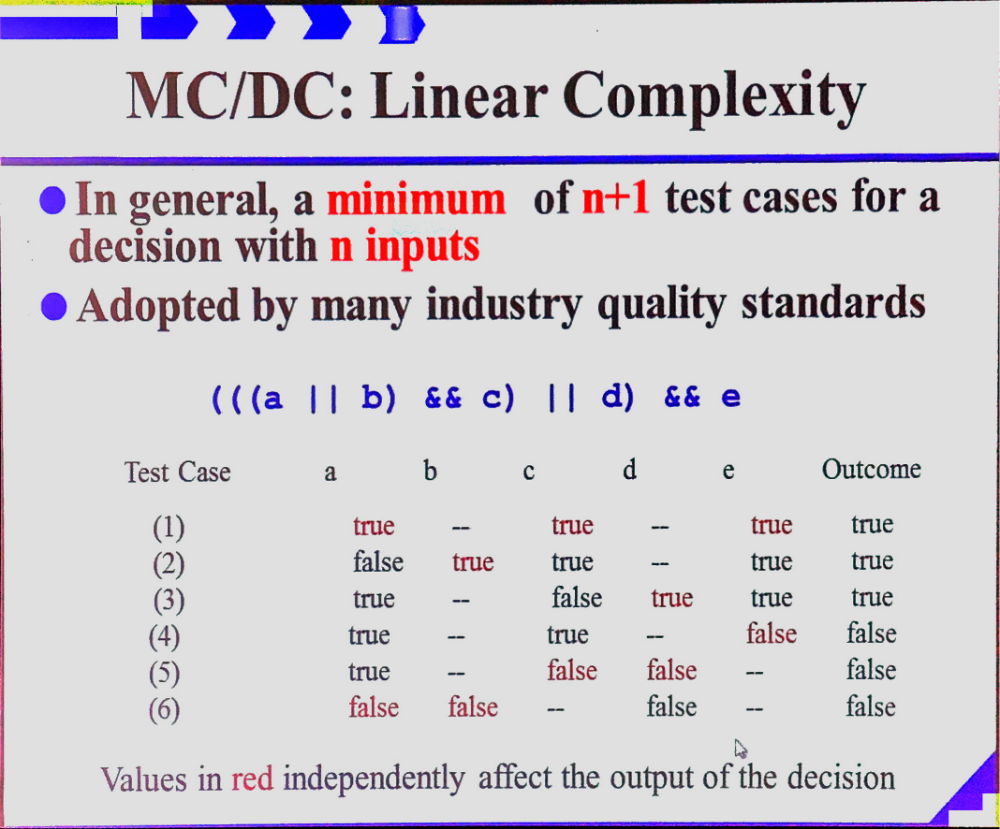 MC/DC: Linear Complexity
In general, a minimum of n+1 test cases for a
decision with n inputs
Adopted by many industry quality standards
(((a || b) && c) || d) && e
Test Case a b c d e Outcome
(1) true -- true -- true true
(2) false true true -- true true
(3) true -- false true true true
(4) true -- true -- false false
(5) true -- false false -- false
(6) false false -- false -- false
Values in red independently affect the output of the decision